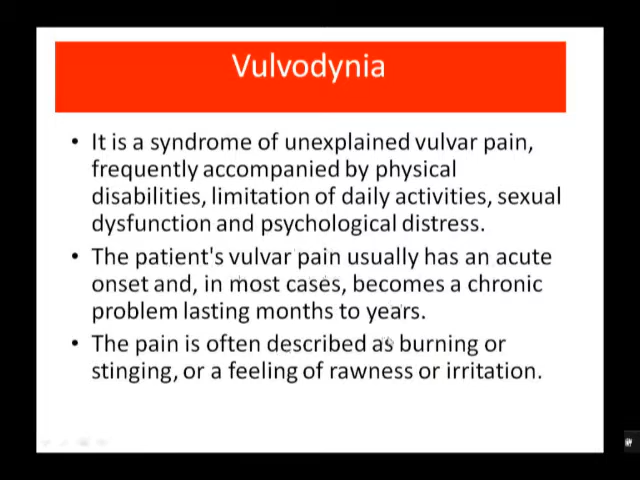 Vulvodynia
• It is a syndrome of unexplained vulvar pain,
frequently accompanied by physical
disabilities, limitation of daily activities, sexual
dysfunction and psychological distress.
• The patient's vulvar pain usually has an acute
onset and, in most cases, becomes a chronic
problem lasting months to years.
• The pain is often described as burning or
stinging, or a feeling of rawness or irritation.